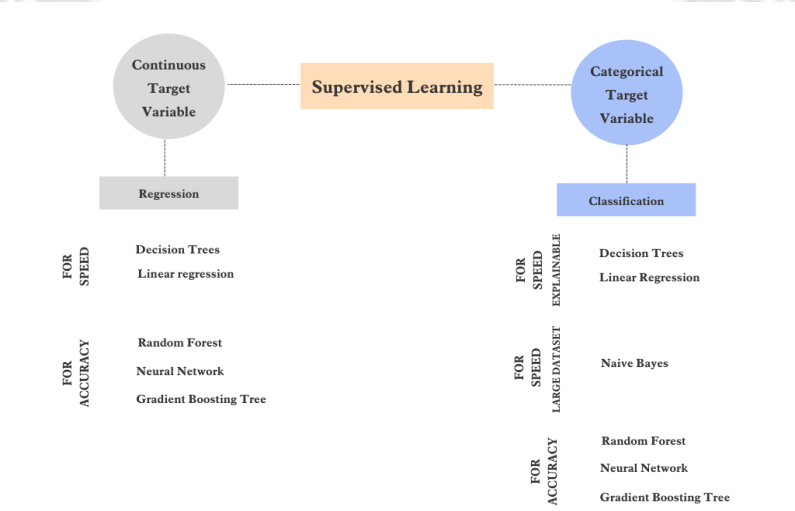 Supervised Learning
Continuous
Target
Variable
Regression
FOR
SPEED
Decision Trees
Linear regression
FOR
ACCURACY
Random Forest
Neural Network
Gradient Boosting Tree
Categorical
Target
Variable
Classification
FOR
SPEED
EXPLAINABLE
Decision Trees
Linear Regression
FOR
SPEED
LARGE DATASET
Naive Bayes
FOR
ACCURACY
Random Forest
Neural Network
Gradient Boosting Tree